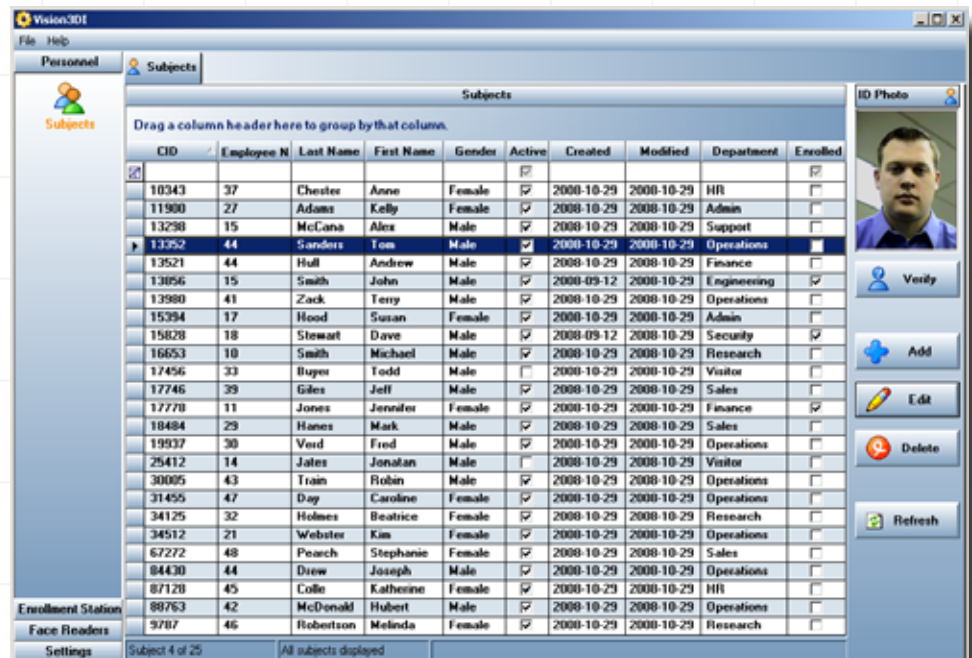 Vision3DI
File Help
Personnel
Subjects
Subjects
Subjects
Drag a column header here to group by that column.
CID Employee N Last Name First Name Gender Active Created Modified Department Enrolled
10343 37 Chester Anne Female 2008-10-29 2008-10-29 HR
11900 27 Adams Kelly Female 2008-10-29 2008-10-29 Admin
13298 15 McCana Alex Male 2008-10-29 2008-10-29 Support
13352 44 Sanders Tom Male 2008-10-29 2008-10-29 Operations
13521 44 Hull Andrew Male 2008-10-29 2008-10-29 Finance
13856 15 Smith John Male 2008-09-12 2008-10-29 Engineering
13980 41 Zack Terry Male 2008-10-29 2008-10-29 Operations
15394 17 Hood Susan Female 2008-10-29 2008-10-29 Admin
15828 18 Stewart Dave Male 2008-09-12 2008-10-29 Security
16653 10 Smith Michael Male 2008-10-29 2008-10-29 Research
17456 33 Buyer Todd Male 2008-10-29 2008-10-29 Visitor
17746 39 Giles Jeff Male 2008-10-29 2008-10-29 Sales
17778 11 Jones Jennifer Female 2008-10-29 2008-10-29 Finance
18484 29 Hanes Mark Male 2008-10-29 2008-10-29 Sales
19937 30 Verd Fred Male 2008-10-29 2008-10-29 Operations
25412 14 Jates Jonatan Male 2008-10-29 2008-10-29 Visitor
30005 43 Train Robin Male 2008-10-29 2008-10-29 Operations
31455 47 Day Caroline Female 2008-10-29 2008-10-29 Operations
34125 32 Holmes Beatrice Female 2008-10-29 2008-10-29 Research
34512 21 Webster Kim Female 2008-10-29 2008-10-29 Operations
67272 48 Pearch Stephanie Female 2008-10-29 2008-10-29 Sales
84430 44 Drew Joseph Male 2008-10-29 2008-10-29 Operations
87128 45 Colle Katherine Female 2008-10-29 2008-10-29 HR
88763 42 McDonald Hubert Male 2008-10-29 2008-10-29 Operations
9787 46 Robertson Melinda Female 2008-10-29 2008-10-29 Research
ID Photo
Verify
Add
Edit
Delete
Refresh
Enrollment Station
Face Readers
Settings
Subject 4 of 25 All subjects displayed